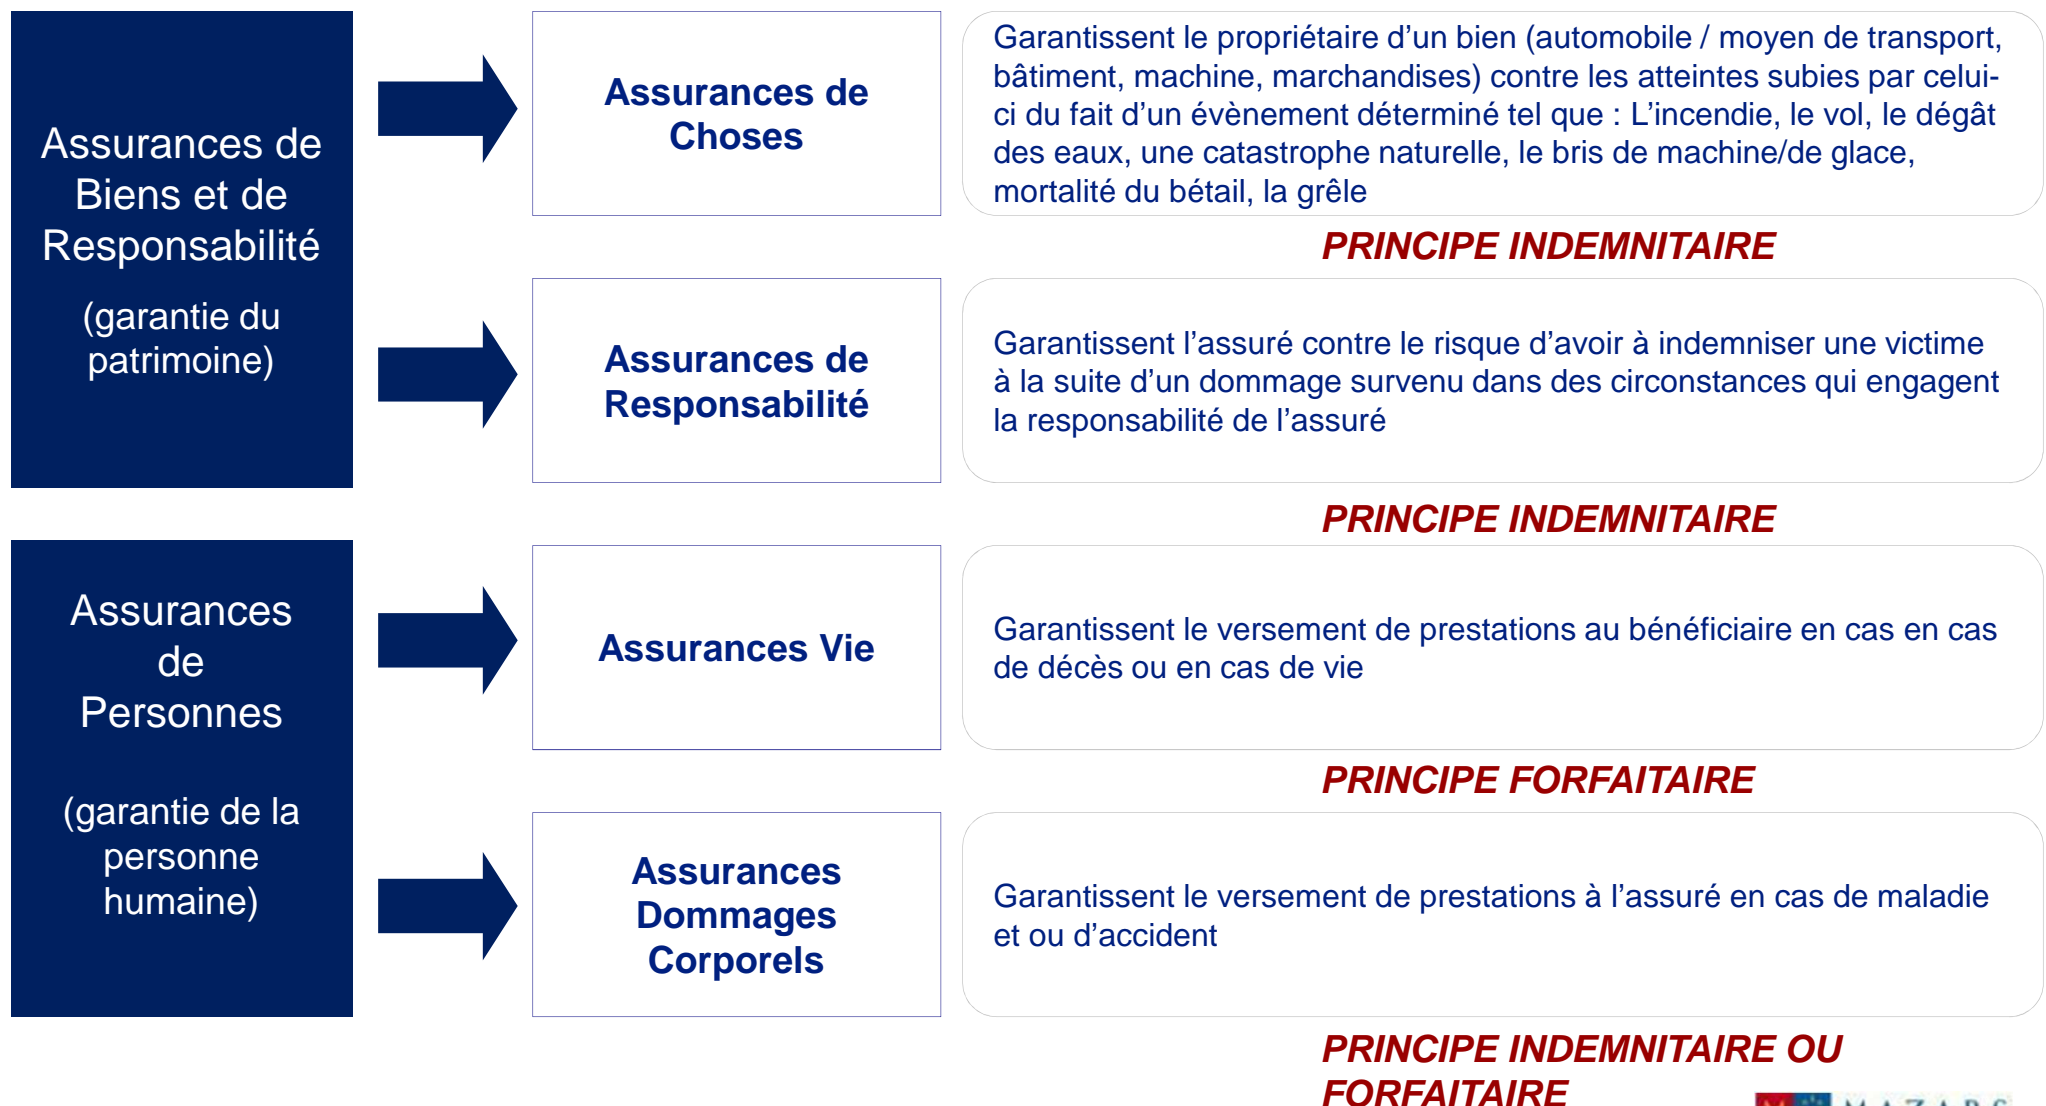 Assurances de
Biens et de
Responsabilité
(garantie du
patrimoine)
Assurances de
Choses
Garantissent le propriétaire d’un bien (automobile / moyen de transport,
bâtiment, machine, marchandises) contre les atteintes subies par celui-
ci du fait d’un évènement déterminé tel que : L’incendie, le vol, le dégât
des eaux, une catastrophe naturelle, le bris de machine/de glace,
mortalité du bétail, la grêle
PRINCIPE INDEMNITAIRE
Assurances de
Responsabilité
Garantissent l’assuré contre le risque d’avoir à indemniser une victime
à la suite d’un dommage survenu dans des circonstances qui engagent
la responsabilité de l’assuré
PRINCIPE INDEMNITAIRE
Assurances
de
Personnes
(garantie de la
personne
humaine)
Assurances Vie
Garantissent le versement de prestations au bénéficiaire en cas en cas
de décès ou en cas de vie
PRINCIPE FORFAITAIRE
Assurances
Dommages
Corporels
Garantissent le versement de prestations à l’assuré en cas de maladie
et ou d’accident
PRINCIPE INDEMNITAIRE OU
FORFAITAIRE
MAZARS